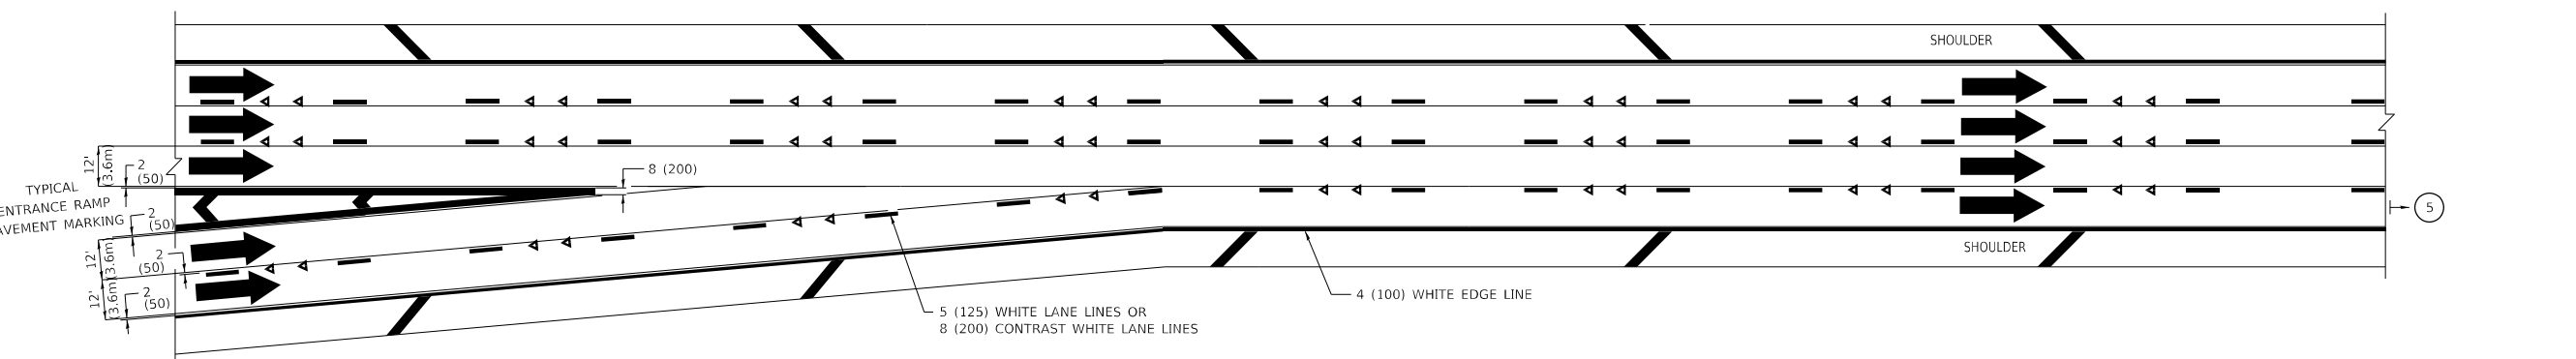 SHOULDER
8 (200)
12'
(3.6m)
2
(50)
TYPICAL
ENTRANCE RAMP
PAVEMENT MARKING
2
(50)
5
SHOULDER
12'
(3.6m)
2
(50)
12'
(3.6m)
2
(50)
4 (100) WHITE EDGE LINE
5 (125) WHITE LANE LINES OR
8 (200) CONTRAST WHITE LANE LINES